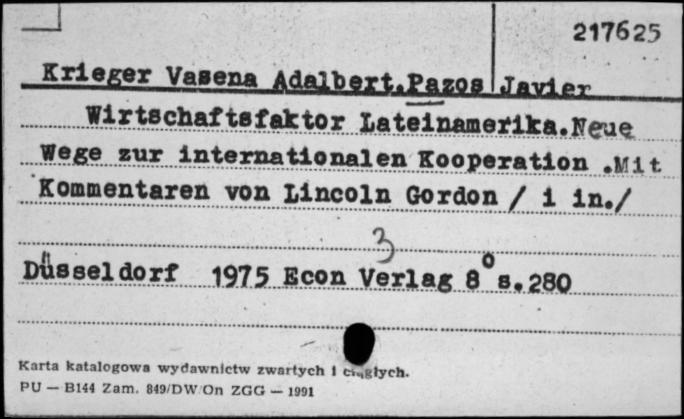 217625
Krieger Vasena Adalbert.Pazos Javier
Wirtschaftsfaktor Lateinamerika.Neue
Wege zur internationalen Kooperation .Mit
Kommentaren von Lincoln Gordon / i in./
3
Düsseldorf 1975 Econ Verlag 8° s.280
Karta katalogowa wydawnictw zwartych i ciągłych.
PU — B144 Zam. 849/DW/On ZGG — 1991